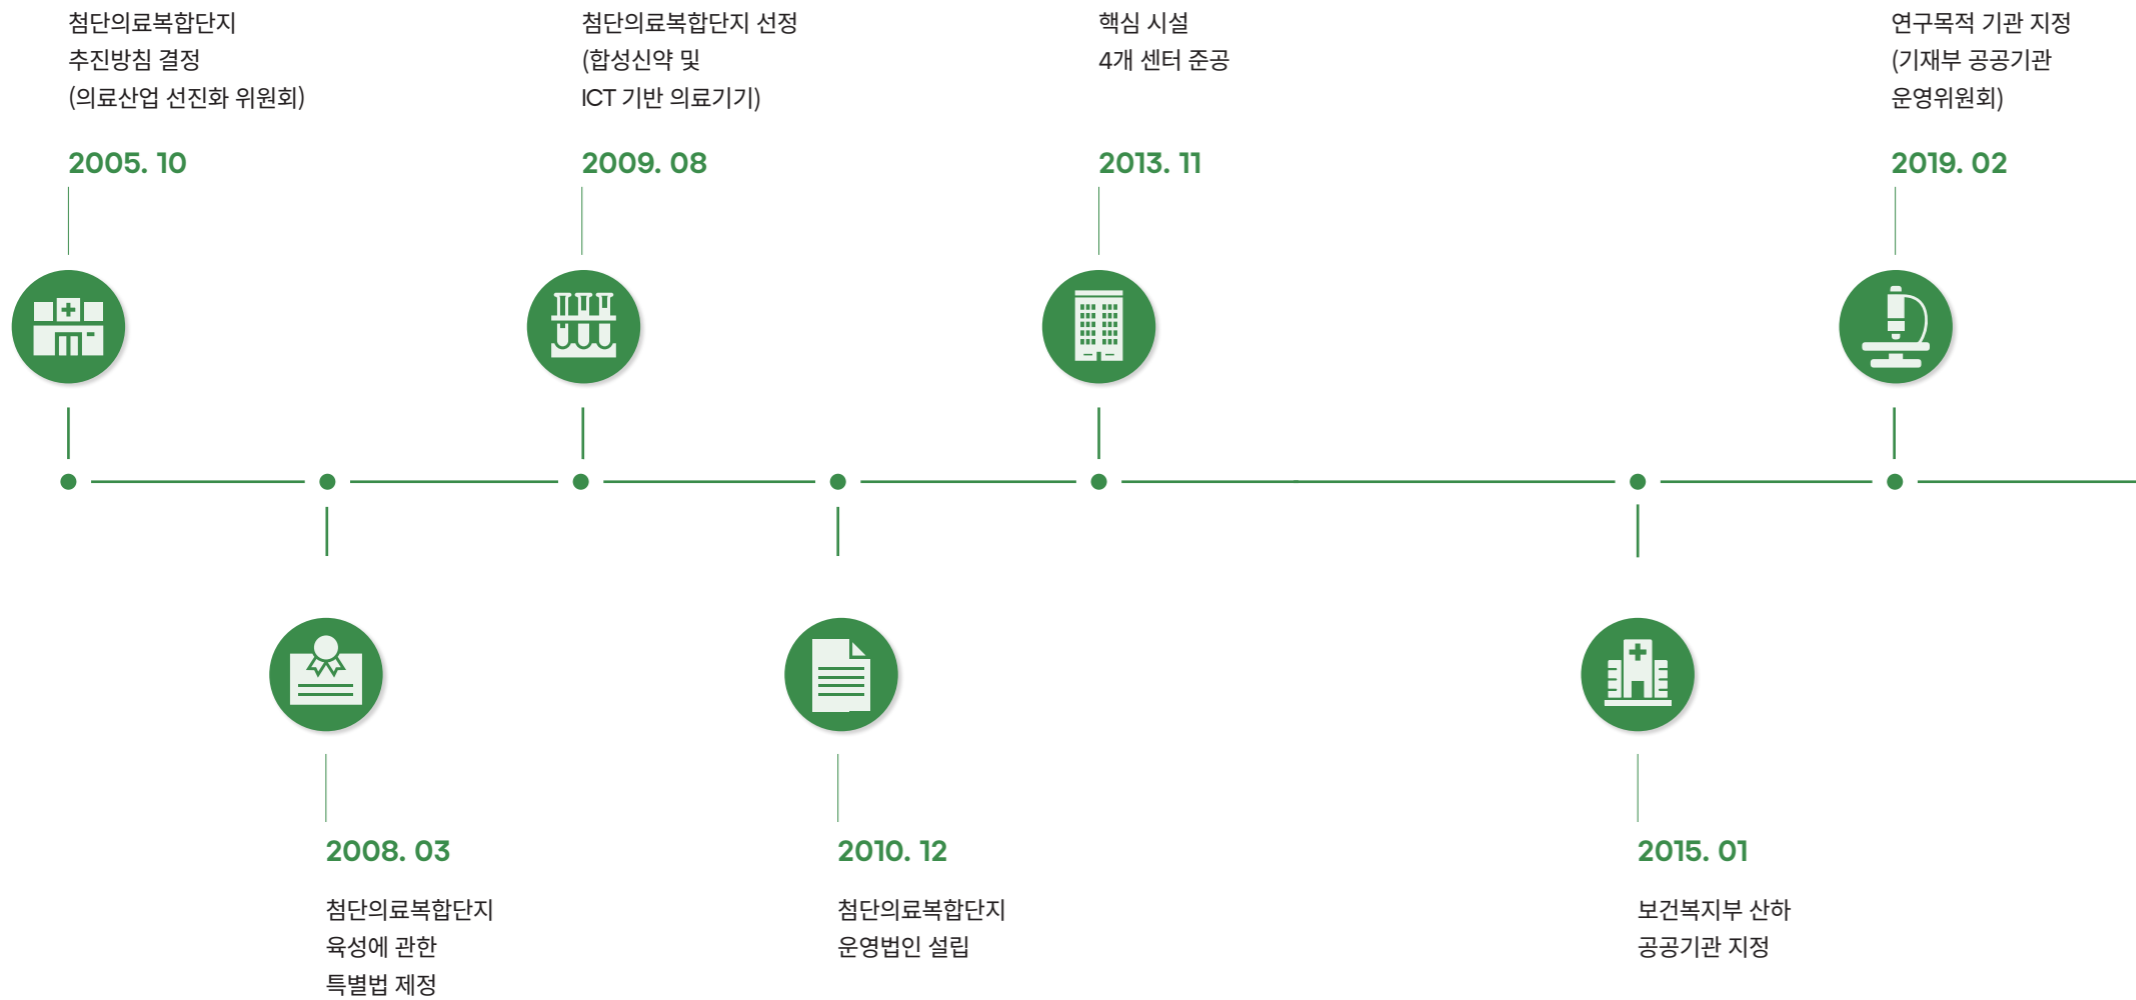 첨단의료복합단지
추진방침 결정
(의료산업 선진화 위원회)
2005. 10
첨단의료복합단지 선정
(합성신약 및
ICT 기반 의료기기)
2009. 08
핵심 시설
4개 센터 준공
2013. 11
연구목적 기관 지정
(기재부 공공기관
운영위원회)
2019. 02
2008. 03
첨단의료복합단지
육성에 관한
특별법 제정
2010. 12
첨단의료복합단지
운영법인 설립
2015. 01
보건복지부 산하
공공기관 지정